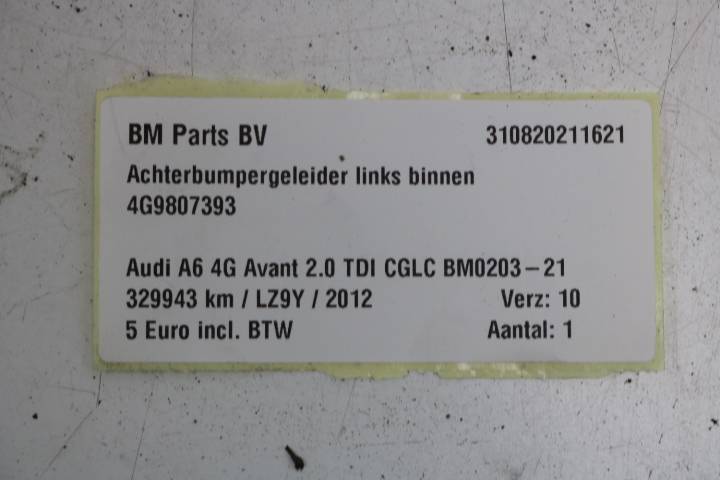 BM Parts BV 310820211621
Achterbumpergeleider links binnen
4G9807393
Audi A6 4G Avant 2.0 TDI CGLC BM0203-21
329943 km / LZ9Y / 2012 Verz: 10
5 Euro incl. BTW Aantal: 1